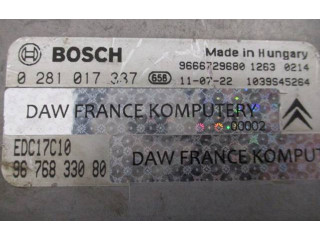 BOSCH
Made in Hungary
9666729680 1263 0214
0 281 017 337 658 11-07-22 1039S45264
DAW FRANCE KOMPUTERY
00002
EDC17C10
DAW FRANCE KOMPUTE
96 768 330 80